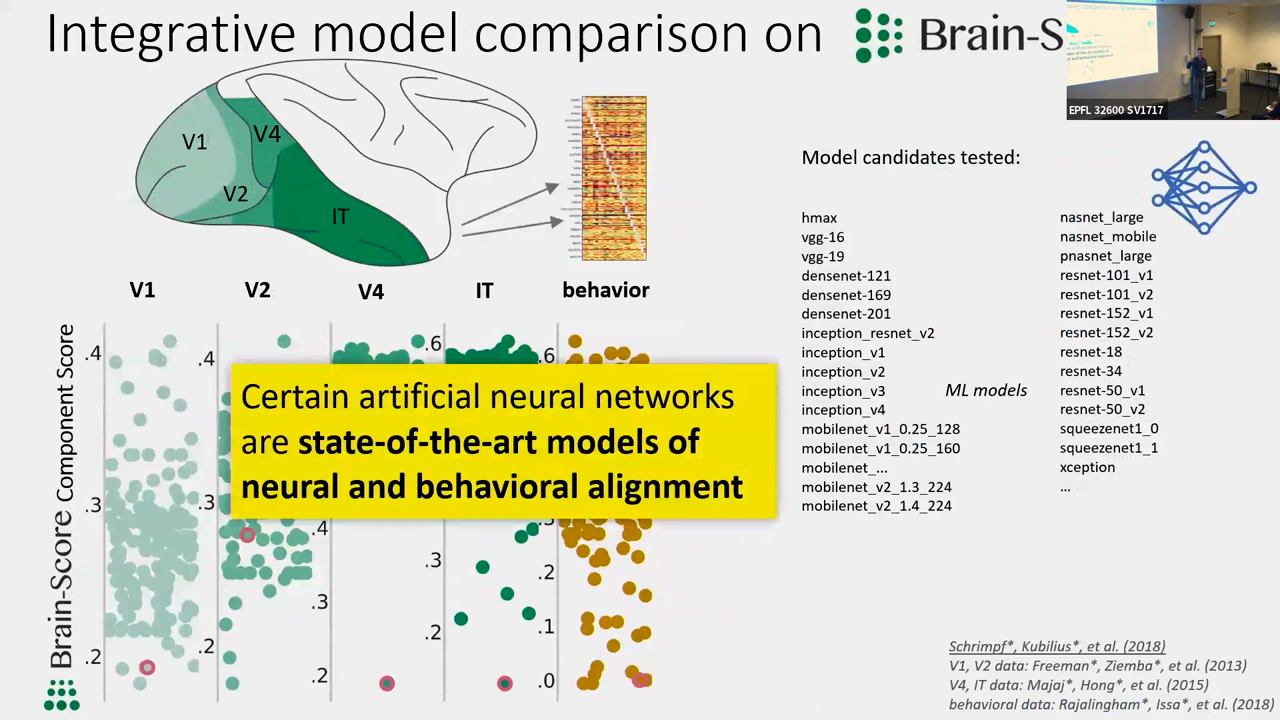 Integrative model comparison on
Brain-S
EPFL 32600 SV1717
V1
V4
V2
IT
Model candidates tested:
hmax
vgg-16
vgg-19
densenet-121
densenet-169
densenet-201
inception_resnet_v2
inception_v1
inception_v2
inception_v3
inception_v4
mobilenet_v1_0.25_128
mobilenet_v1_0.25_160
mobilenet_...
mobilenet_v2_1.3_224
mobilenet_v2_1.4_224
ML models
nasnet_large
nasnet_mobile
pnasnet_large
resnet-101_v1
resnet-101_v2
resnet-152_v1
resnet-152_v2
resnet-18
resnet-34
resnet-50_v1
resnet-50_v2
squeezenet1_0
squeezenet1_1
xception
...
V1 V2 V4 IT behavior
Brain-Score Component Score
.4
.3
.2
.4
.3
.2
.4
.3
.2
.6
.3
.2
.6
.2
.1
.0
Certain artificial neural networks
are state-of-the-art models of
neural and behavioral alignment
Schrimpf*, Kubilius*, et al. (2018)
V1, V2 data: Freeman*, Ziemba*, et al. (2013)
V4, IT data: Majaj*, Hong*, et al. (2015)
behavioral data: Rajalingham*, Issa*, et al. (2018)